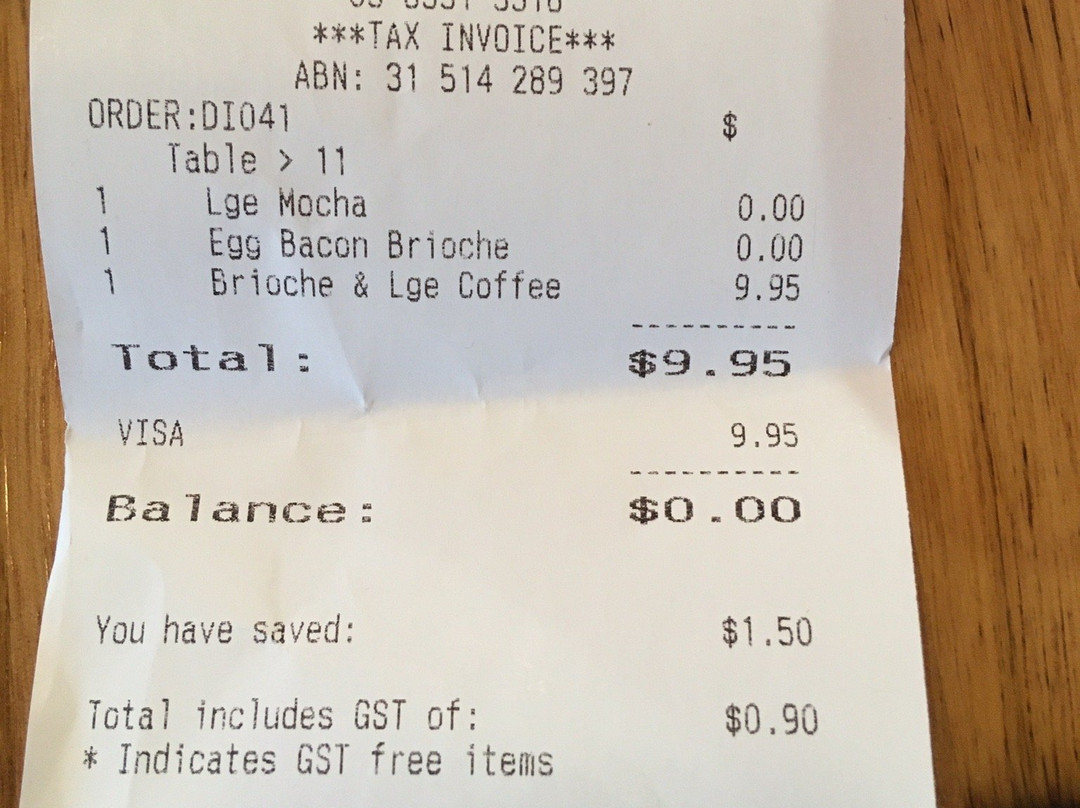 ***TAX INVOICE***
ABN: 31 514 289 397
ORDER:DI041 $
Table > 11
1 Lge Mocha 0.00
1 Egg Bacon Brioche 0.00
1 Brioche & Lge Coffee 9.95
----------
Total: $9.95
VISA 9.95
----------
Balance: $0.00
You have saved: $1.50
Total includes GST of: $0.90
* Indicates GST free items